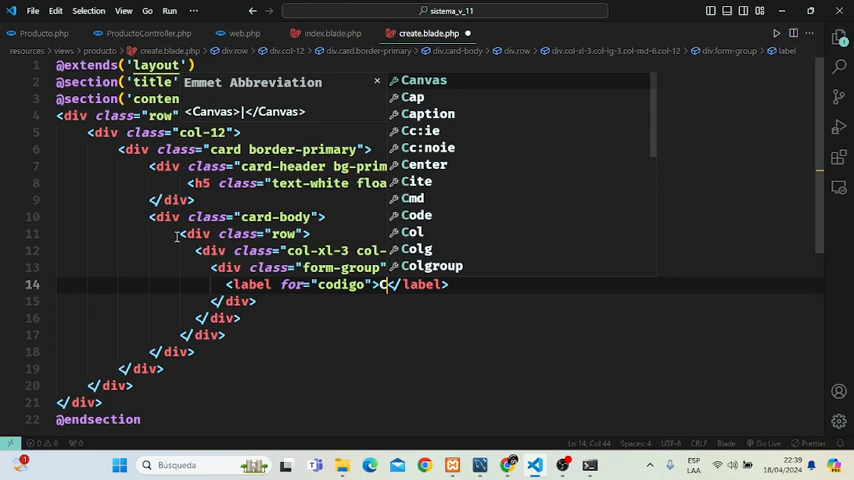 File Edit Selection View Go Run ... sistema_v_11
Producto.php ProductoController.php web.php index.blade.php create.blade.php
resources > views > producto > create.blade.php > div.row > div.col-12 > div.card.border-primary > div.card-body > div.row > div.col-xl-3.col-lg-3.col-md-6.col-12 > div.form-group > label
1 @extends('layout')
2 @section('title'
3 @section('conten
4 <div class="row"
5 <div class="col-12">
6 <div class="card border-primary">
7 <div class="card-header bg-prim
8 <h5 class="text-white floa
9 </div>
10 <div class="card-body">
11 <div class="row">
12 <div class="col-xl-3 col-
13 <div class="form-group"
14 <label for="codigo">C</label>
15 </div>
16 </div>
17 </div>
18 </div>
19 </div>
20 </div>
21 </div>
22 @endsection
Emmet Abbreviation ×
<Canvas>|</Canvas>
Canvas
Cap
Caption
Cc:ie
Cc:noie
Center
Cite
Cmd
Code
Col
Colg
Colgroup
0 0 0 Ln 14, Col 44 Spaces: 4 UTF-8 CRLF Blade Go Live Prettier
Búsqueda ESP LAA 22:39 18/04/2024